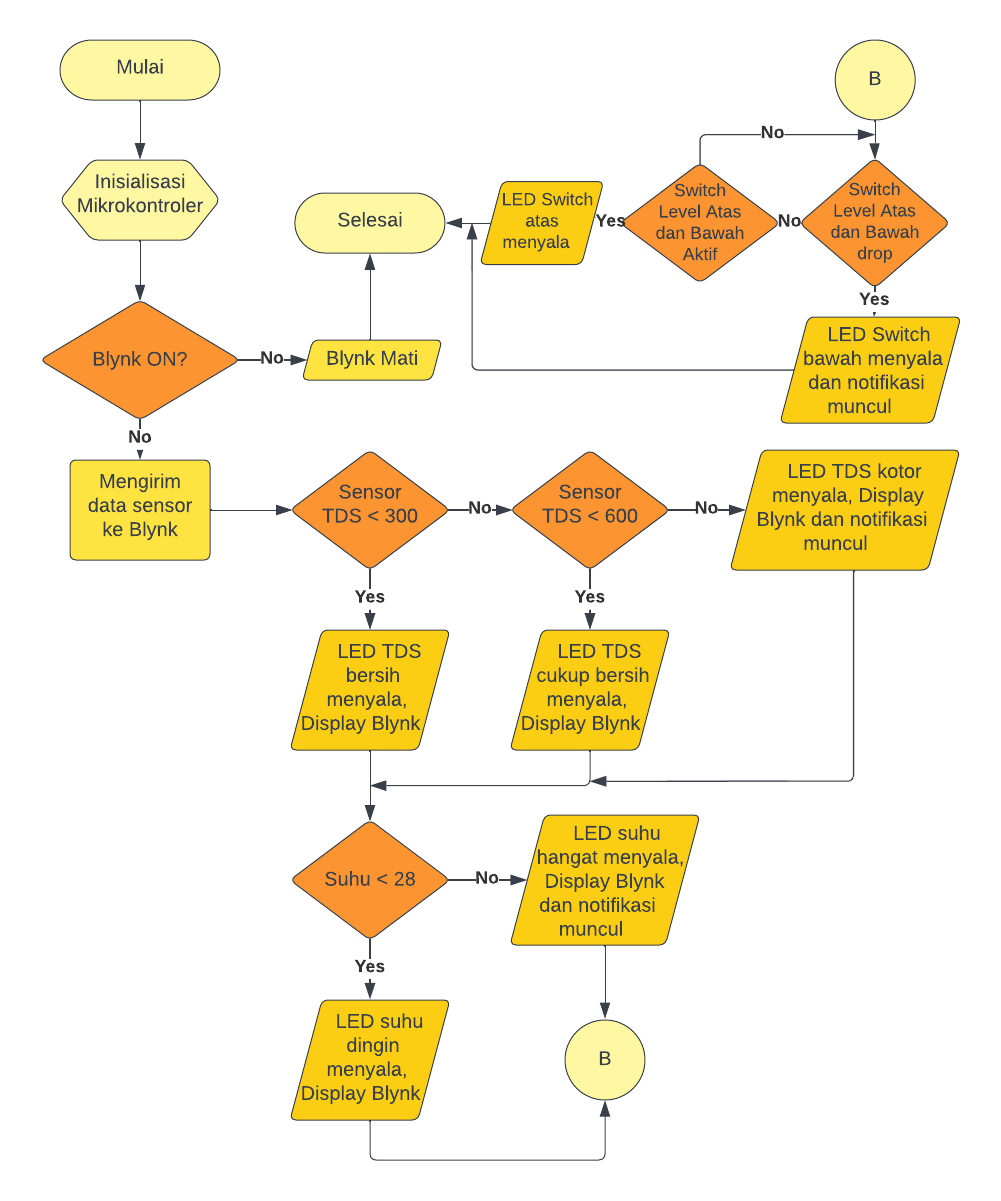 Mulai
Inisialisasi
Mikrokontroler
Blynk ON?
No
Blynk Mati
Selesai
No
Mengirim
data sensor
ke Blynk
B
Switch
Level Atas
dan Bawah
drop
No
Switch
Level Atas
dan Bawah
Aktif
No
Yes
LED Switch
atas
menyala
Yes
LED Switch
bawah menyala
dan notifikasi
muncul
Sensor
TDS < 300
No
Sensor
TDS < 600
No
LED TDS kotor
menyala, Display
Blynk dan notifikasi
muncul
Yes
LED TDS
bersih
menyala,
Display Blynk
Yes
LED TDS
cukup bersih
menyala,
Display Blynk
Suhu < 28
No
LED suhu
hangat menyala,
Display Blynk
dan notifikasi
muncul
Yes
LED suhu
dingin
menyala,
Display Blynk
B